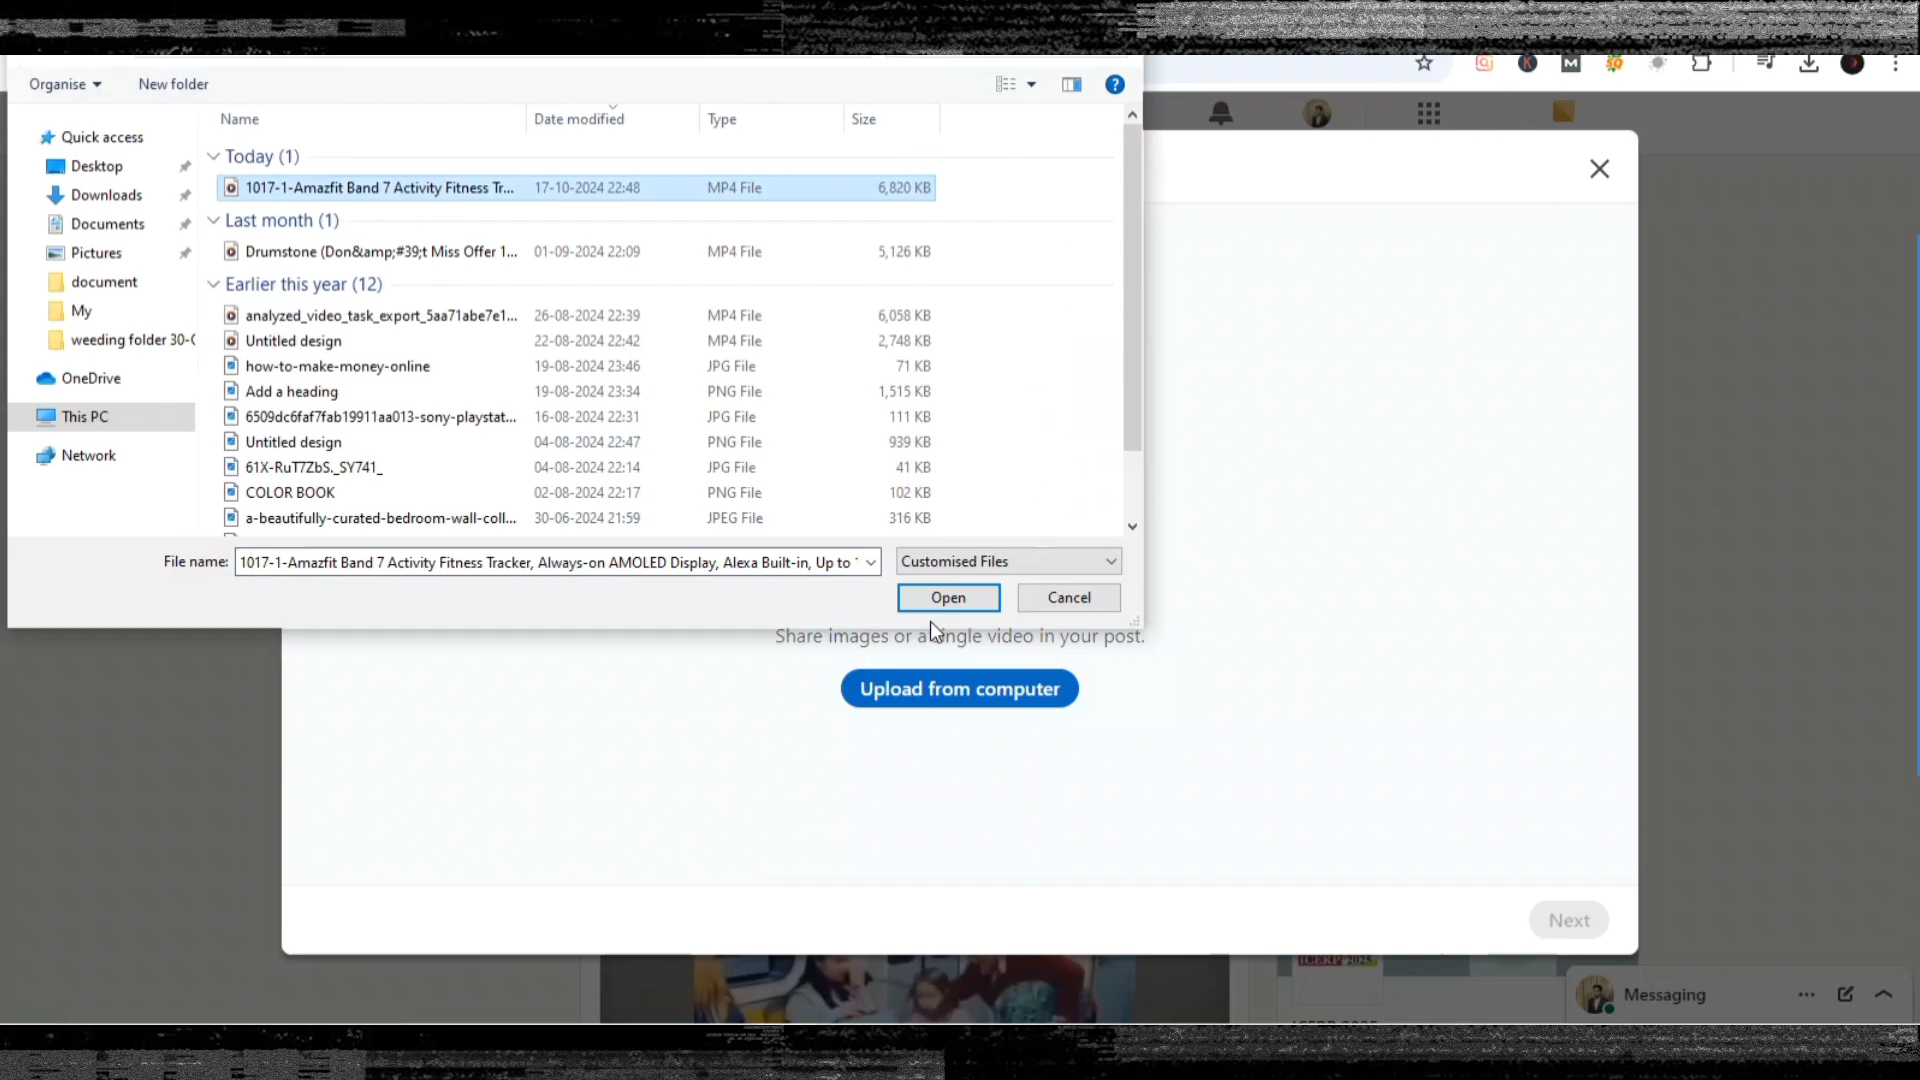 Organise
New folder
Name
Date modified
Type
Size
Quick access
Desktop
Downloads
Documents
Pictures
document
My
weeding folder 30-
OneDrive
This PC
Network
Today (1)
1017-1-Amazfit Band 7 Activity Fitness Tr... 17-10-2024 22:48 MP4 File 6,820 KB
Last month (1)
Drumstone (Don&amp;#39;t Miss Offer 1... 01-09-2024 22:09 MP4 File 5,126 KB
Earlier this year (12)
analyzed_video_task_export_5aa71abe7e1... 26-08-2024 22:39 MP4 File 6,058 KB
Untitled design 22-08-2024 22:42 MP4 File 2,748 KB
how-to-make-money-online 19-08-2024 23:46 JPG File 71 KB
Add a heading 19-08-2024 23:34 PNG File 1,515 KB
6509dc6faf7fab19911aa013-sony-playstat... 16-08-2024 22:31 JPG File 111 KB
Untitled design 04-08-2024 22:47 PNG File 939 KB
61X-RuT7ZbS._SY741_ 04-08-2024 22:14 JPG File 41 KB
COLOR BOOK 02-08-2024 22:17 PNG File 102 KB
a-beautifully-curated-bedroom-wall-coll... 30-06-2024 21:59 JPEG File 316 KB
File name: 1017-1-Amazfit Band 7 Activity Fitness Tracker, Always-on AMOLED Display, Alexa Built-in, Up to
Customised Files
Open
Cancel
Share images or a single video in your post.
Upload from computer
Next
ICERP 2025
Messaging